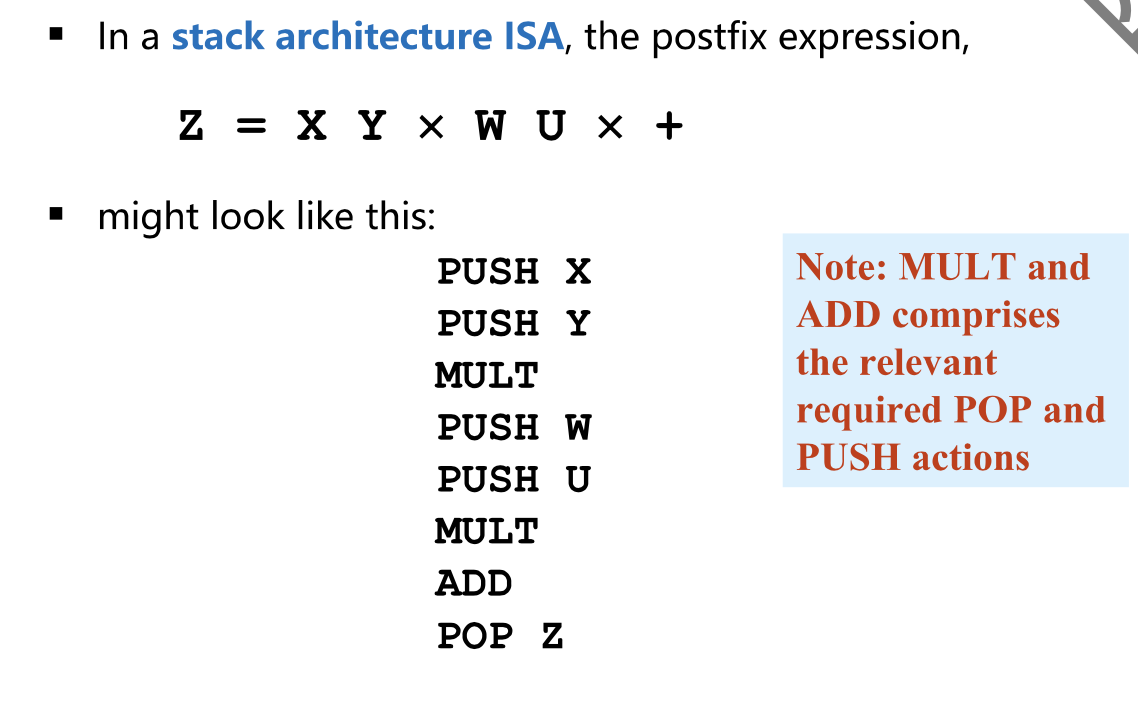 ▪ In a stack architecture ISA, the postfix expression,
Z = X Y × W U × +
▪ might look like this:
PUSH X
PUSH Y
MULT
PUSH W
PUSH U
MULT
ADD
POP Z
Note: MULT and
ADD comprises
the relevant
required POP and
PUSH actions